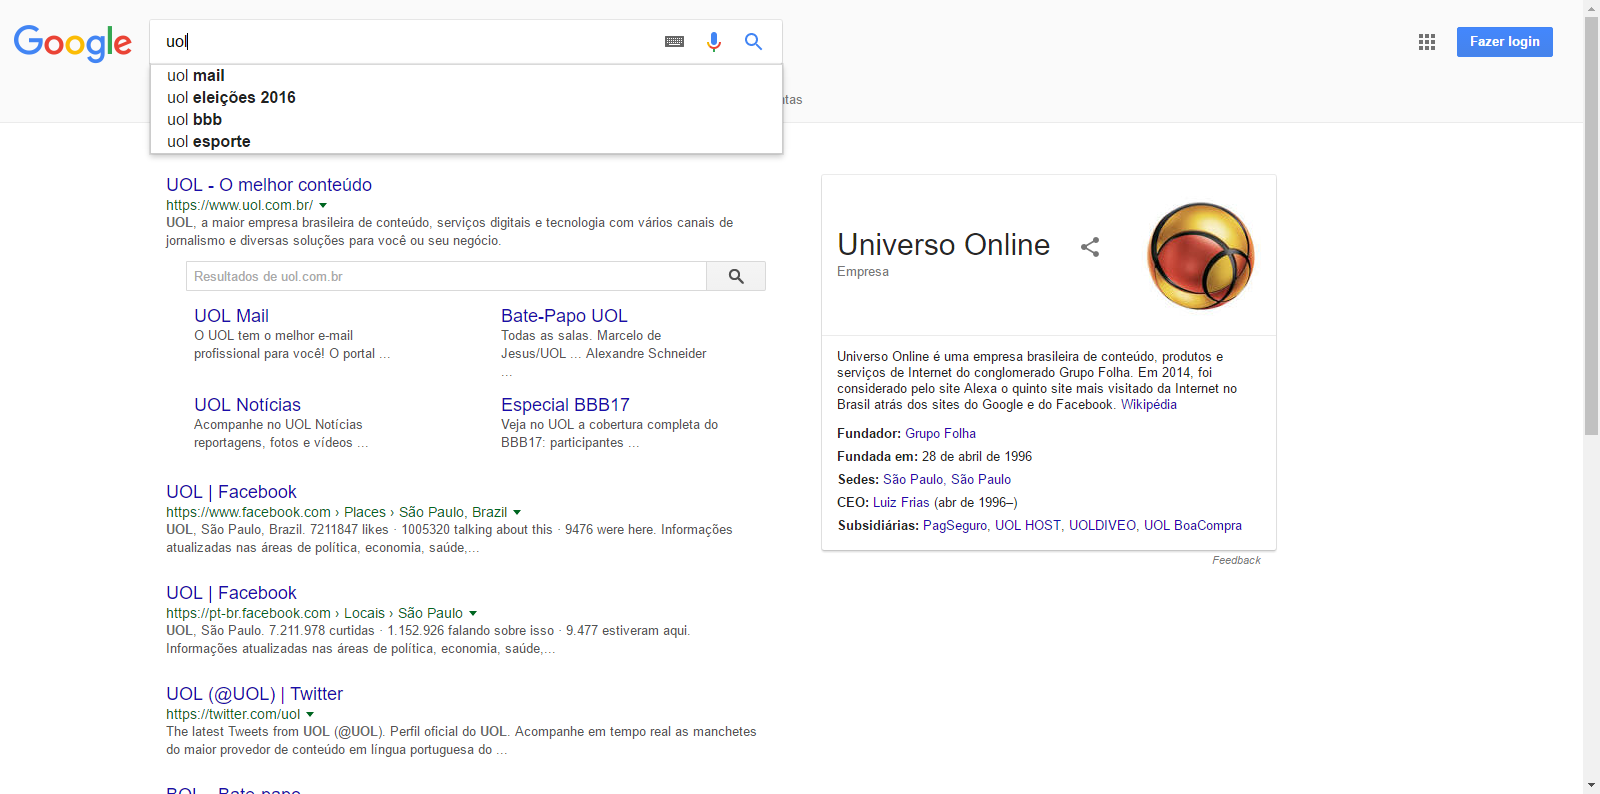 Google
uol
Fazer login
uol mail
uol eleições 2016
uol bbb
uol esporte
UOL - O melhor conteúdo
https://www.uol.com.br/
UOL, a maior empresa brasileira de conteúdo, serviços digitais e tecnologia com vários canais de
jornalismo e diversas soluções para você ou seu negócio.
Resultados de uol.com.br
UOL Mail
O UOL tem o melhor e-mail
profissional para você! O portal ...
Bate-Papo UOL
Todas as salas. Marcelo de
Jesus/UOL ... Alexandre Schneider
...
UOL Notícias
Acompanhe no UOL Notícias
reportagens, fotos e vídeos ...
Especial BBB17
Veja no UOL a cobertura completa do
BBB17: participantes ...
UOL | Facebook
https://www.facebook.com › Places › São Paulo, Brazil
UOL, São Paulo, Brazil. 7211847 likes · 1005320 talking about this · 9476 were here. Informações
atualizadas nas áreas de política, economia, saúde,...
UOL | Facebook
https://pt-br.facebook.com › Locais › São Paulo
UOL, São Paulo. 7.211.978 curtidas · 1.152.926 falando sobre isso · 9.477 estiveram aqui.
Informações atualizadas nas áreas de política, economia, saúde,...
UOL (@UOL) | Twitter
https://twitter.com/uol
The latest Tweets from UOL (@UOL). Perfil oficial do UOL. Acompanhe em tempo real as manchetes
do maior provedor de conteúdo em língua portuguesa do ...
BOL - Bate-papo
Universo Online
Empresa
Universo Online é uma empresa brasileira de conteúdo, produtos e
serviços de Internet do conglomerado Grupo Folha. Em 2014, foi
considerado pelo site Alexa o quinto site mais visitado da Internet no
Brasil atrás dos sites do Google e do Facebook. Wikipédia
Fundador: Grupo Folha
Fundada em: 28 de abril de 1996
Sedes: São Paulo, São Paulo
CEO: Luiz Frias (abr de 1996–)
Subsidiárias: PagSeguro, UOL HOST, UOLDIVEO, UOL BoaCompra
Feedback